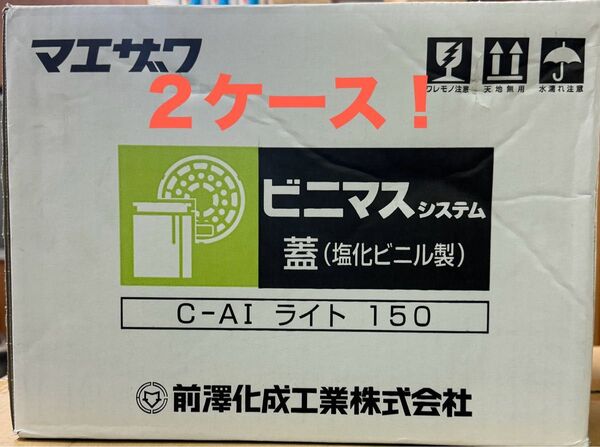 マエザワ
ワレモノ注意 天地無用 水濡れ注意
2ケース!
ビニマスシステム
蓋(塩化ビニル製)
C-AI ライト 150
前澤化成工業株式会社